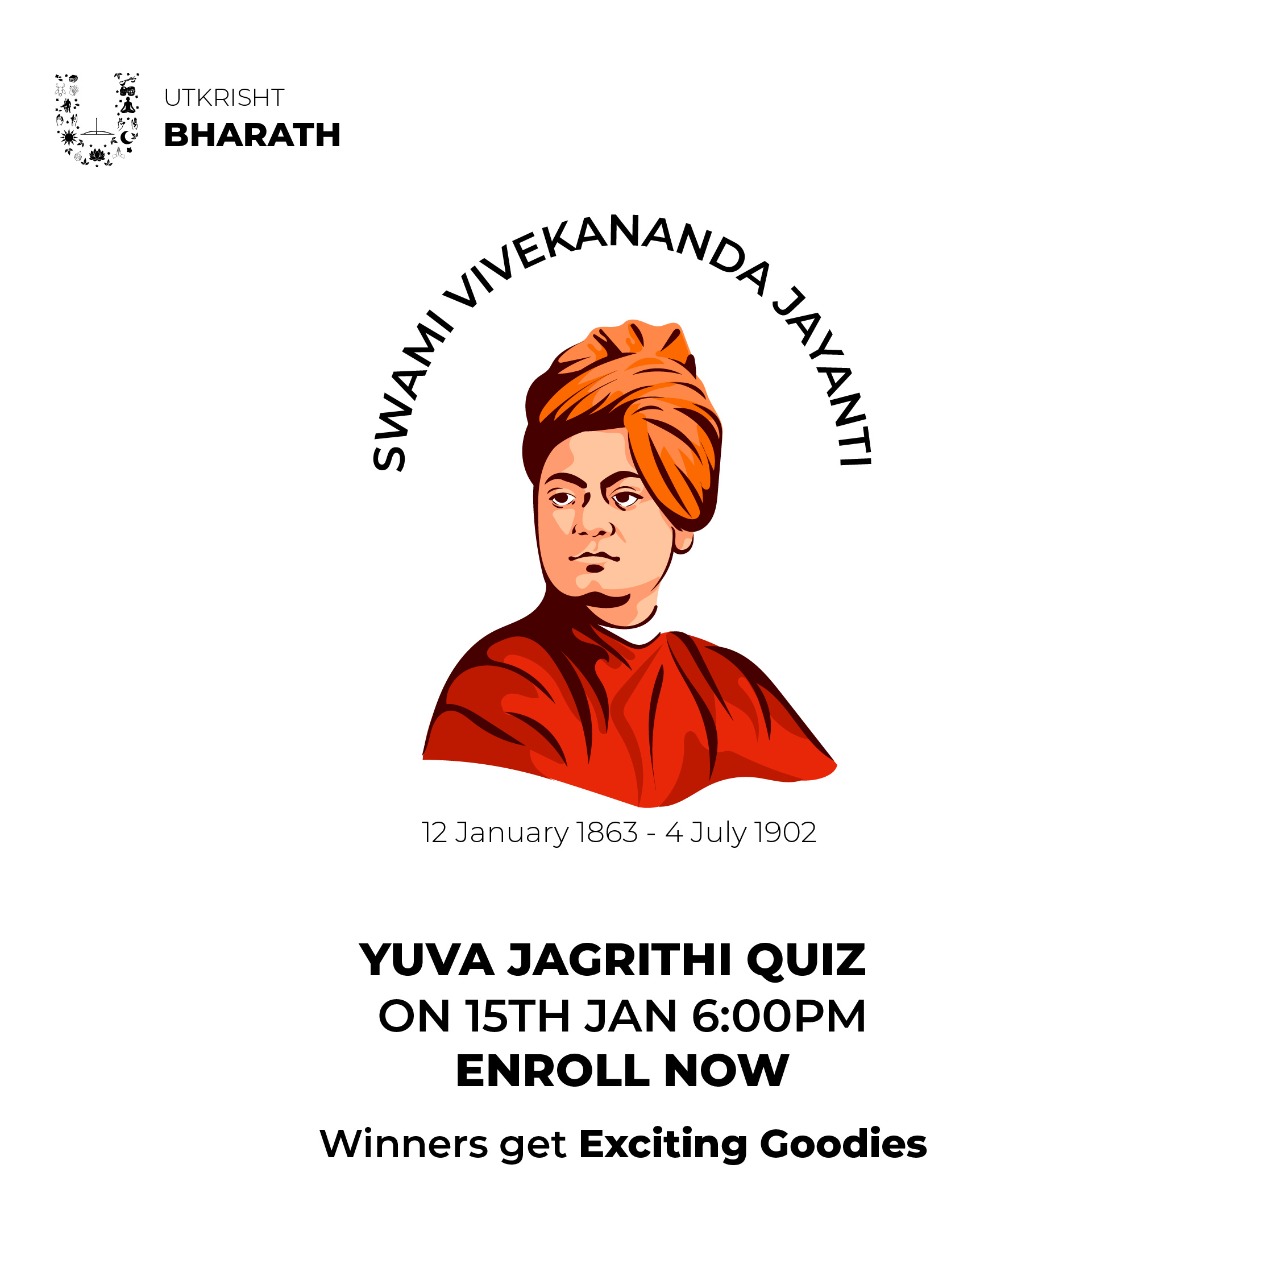 UTKRISHT
BHARATH
SWAMI VIVEKANANDA JAYANTI
12 January 1863 - 4 July 1902
YUVA JAGRITHI QUIZ
ON 15TH JAN 6:00PM
ENROLL NOW
Winners get Exciting Goodies